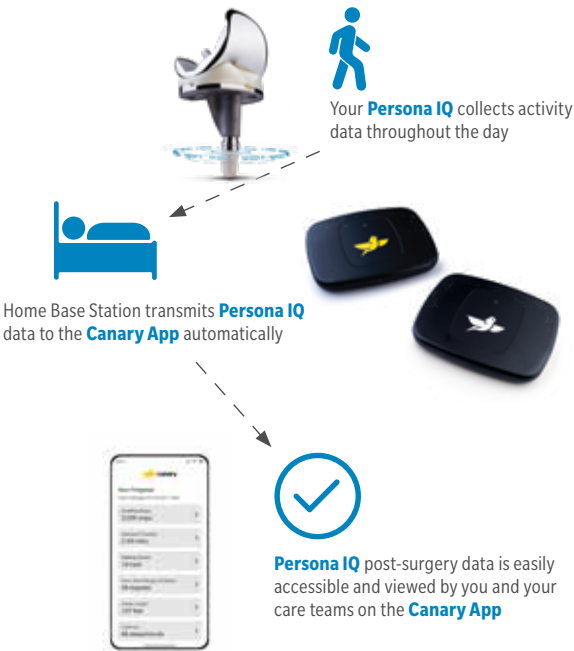 Your Persona IQ collects activity
data throughout the day
Home Base Station transmits Persona IQ
data to the Canary App automatically
canary
Persona IQ post-surgery data is easily
accessible and viewed by you and your
care teams on the Canary App